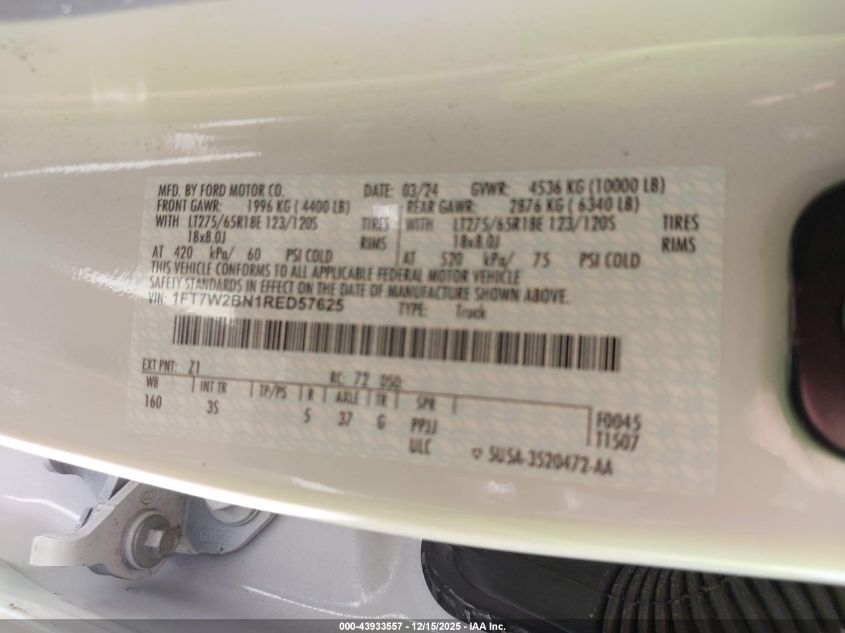 MFD. BY FORD MOTOR CO. DATE: 03/24 GVWR: 4536 KG (10000 LB)
FRONT GAWR: 1996 KG (4400 LB) REAR GAWR: 2876 KG (6340 LB)
WITH LT275/65R18E 123/120S TIRES WITH LT275/65R18E 123/120S TIRES
18x8.0J RIMS 18x8.0J RIMS
AT 420 kPa/ 60 PSI COLD AT 520 kPa/ 75 PSI COLD
THIS VEHICLE CONFORMS TO ALL APPLICABLE FEDERAL MOTOR VEHICLE
SAFETY STANDARDS IN EFFECT ON THE DATE OF MANUFACTURE SHOWN ABOVE.
VIN: 1FT7W2BN1RED57625 TYPE: Truck
EXT PNT: Z1 RC: 72 DSO:
WB INT TR TP/PS R AXLE TR SPR
160 3S 5 37 G PPJJ F0045
ULC T1507
5U5A-3520472-AA
000-43933557 - 12/15/2025 - IAA Inc.